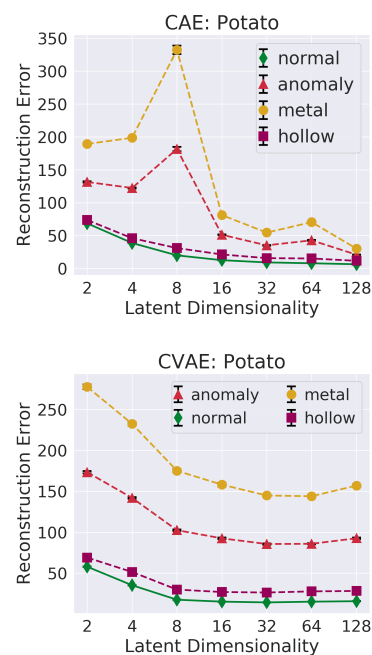 CAE: Potato
350
300
250
200
150
100
50
0
Reconstruction Error
normal
anomaly
metal
hollow
2 4 8 16 32 64 128
Latent Dimensionality
CVAE: Potato
250
200
150
100
50
Reconstruction Error
anomaly metal
normal hollow
2 4 8 16 32 64 128
Latent Dimensionality